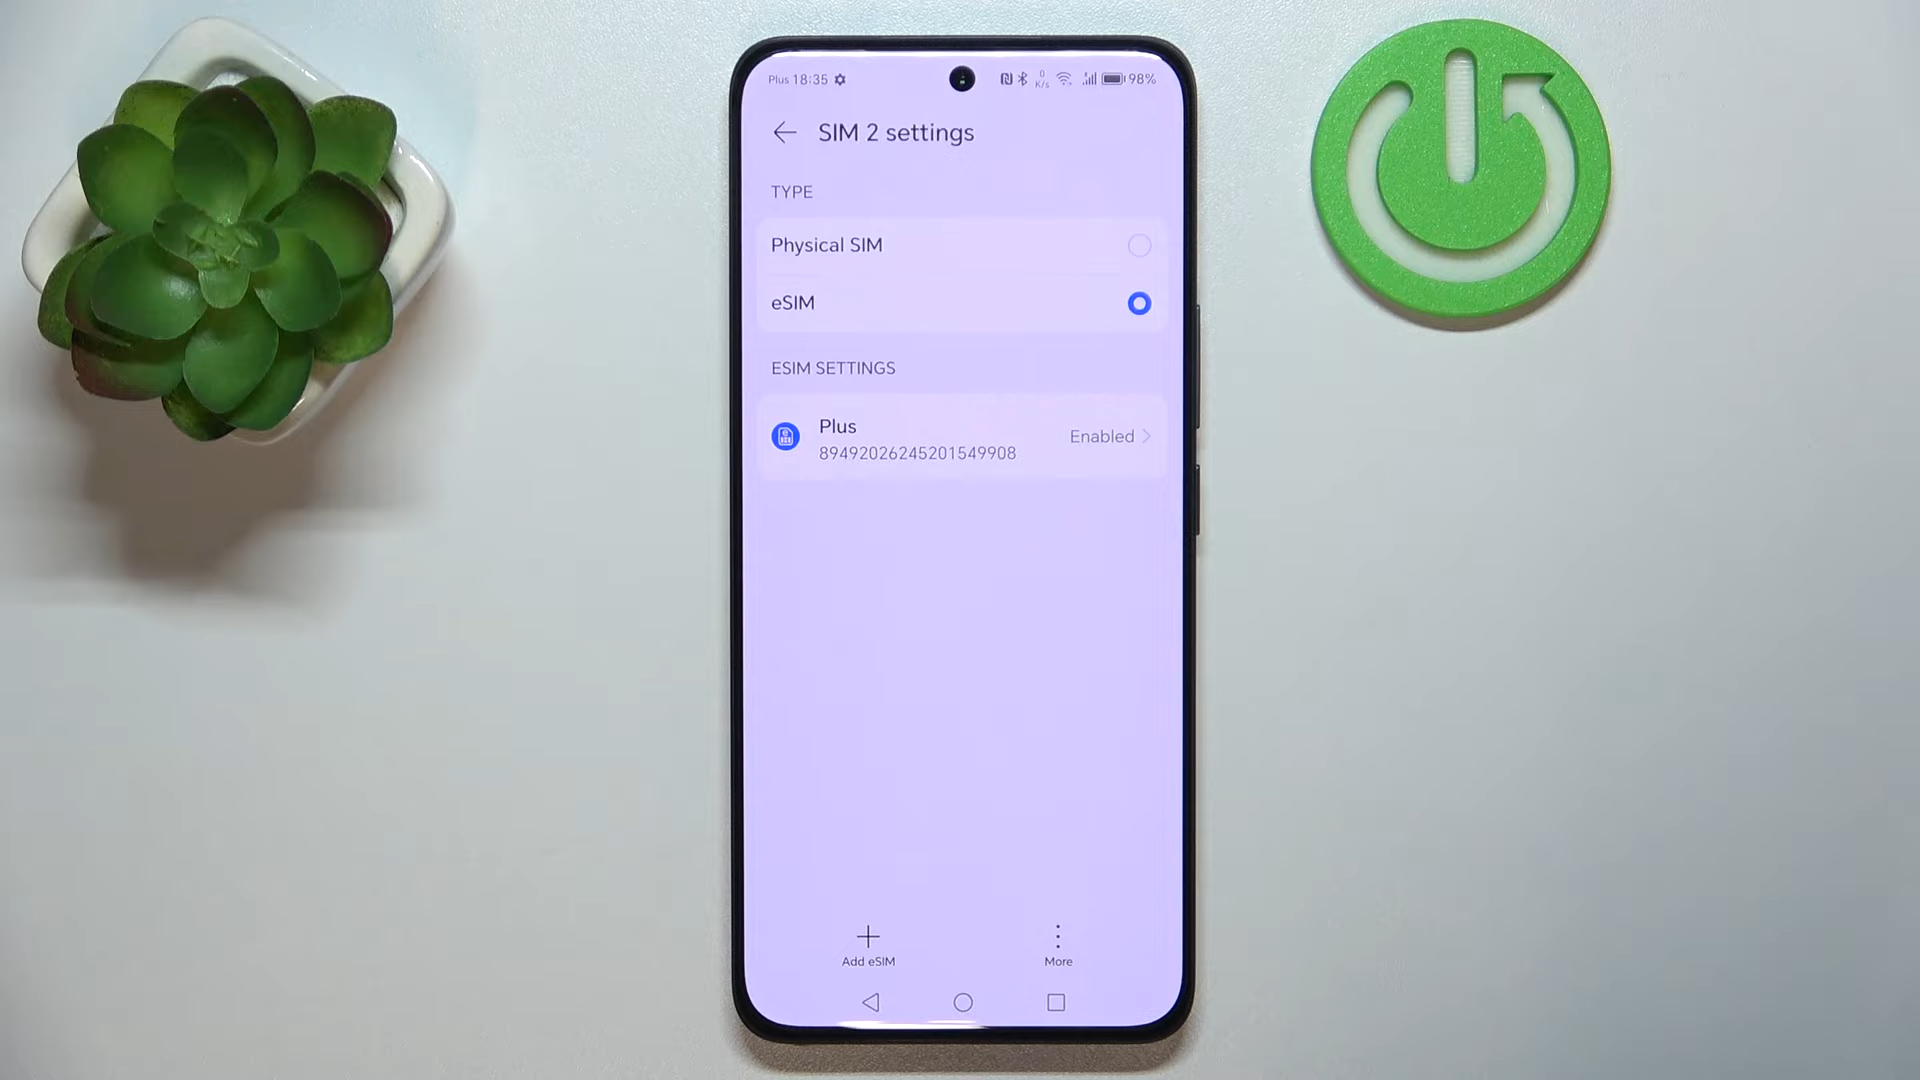 Plus 18:35
0
K/s
98%
SIM 2 settings
TYPE
Physical SIM
eSIM
ESIM SETTINGS
Plus
89492026245201549908
Enabled
Add eSIM
More